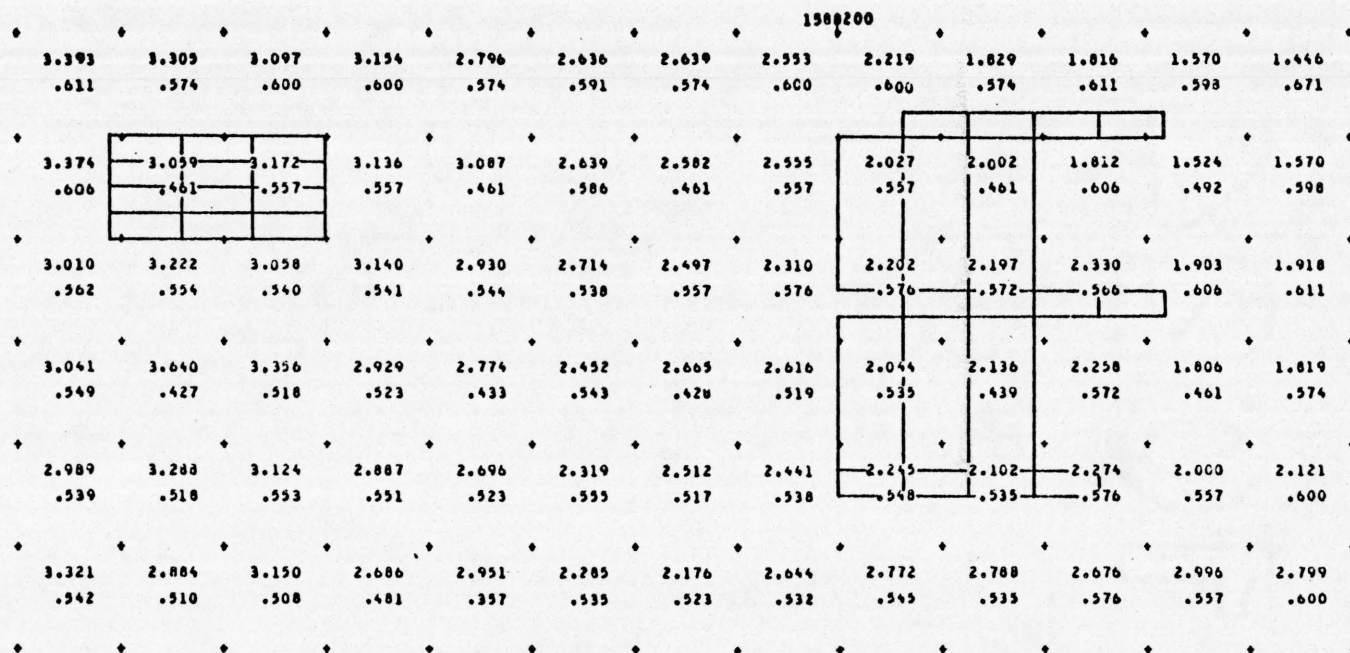 1588200
3.393 3.305 3.097 3.154 2.796 2.636 2.639 2.553 2.219 1.829 1.816 1.570 1.446
.611 .574 .600 .600 .574 .591 .574 .600 .600 .574 .611 .598 .671
3.374 3.059 3.172 3.136 3.087 2.639 2.582 2.555 2.027 2.002 1.812 1.524 1.570
.606 .461 .557 .557 .461 .586 .461 .557 .557 .461 .606 .492 .598
3.010 3.222 3.058 3.140 2.930 2.714 2.497 2.310 2.202 2.197 2.330 1.903 1.918
.562 .554 .540 .541 .544 .538 .557 .576 .576 .572 .566 .606 .611
3.041 3.640 3.356 2.929 2.774 2.452 2.665 2.616 2.044 2.136 2.258 1.806 1.819
.549 .427 .518 .523 .433 .543 .428 .519 .535 .439 .572 .461 .574
2.989 3.288 3.124 2.887 2.696 2.319 2.512 2.441 2.245 2.102 2.274 2.000 2.121
.539 .518 .553 .551 .523 .555 .517 .538 .548 .535 .576 .557 .600
3.321 2.884 3.150 2.686 2.951 2.285 2.176 2.644 2.772 2.788 2.676 2.996 2.799
.542 .510 .508 .481 .357 .535 .523 .532 .545 .535 .576 .557 .600